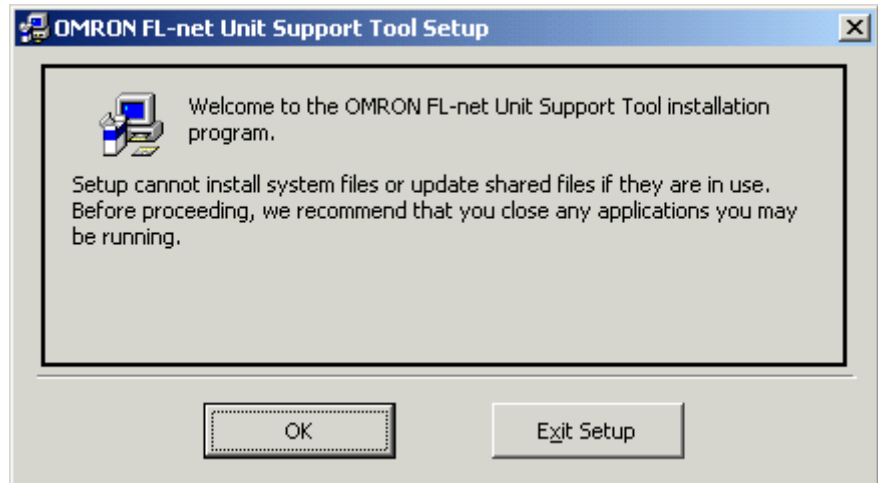 OMRON FL-net Unit Support Tool Setup
Welcome to the OMRON FL-net Unit Support Tool installation
program.
Setup cannot install system files or update shared files if they are in use.
Before proceeding, we recommend that you close any applications you may
be running.
OK
Exit Setup